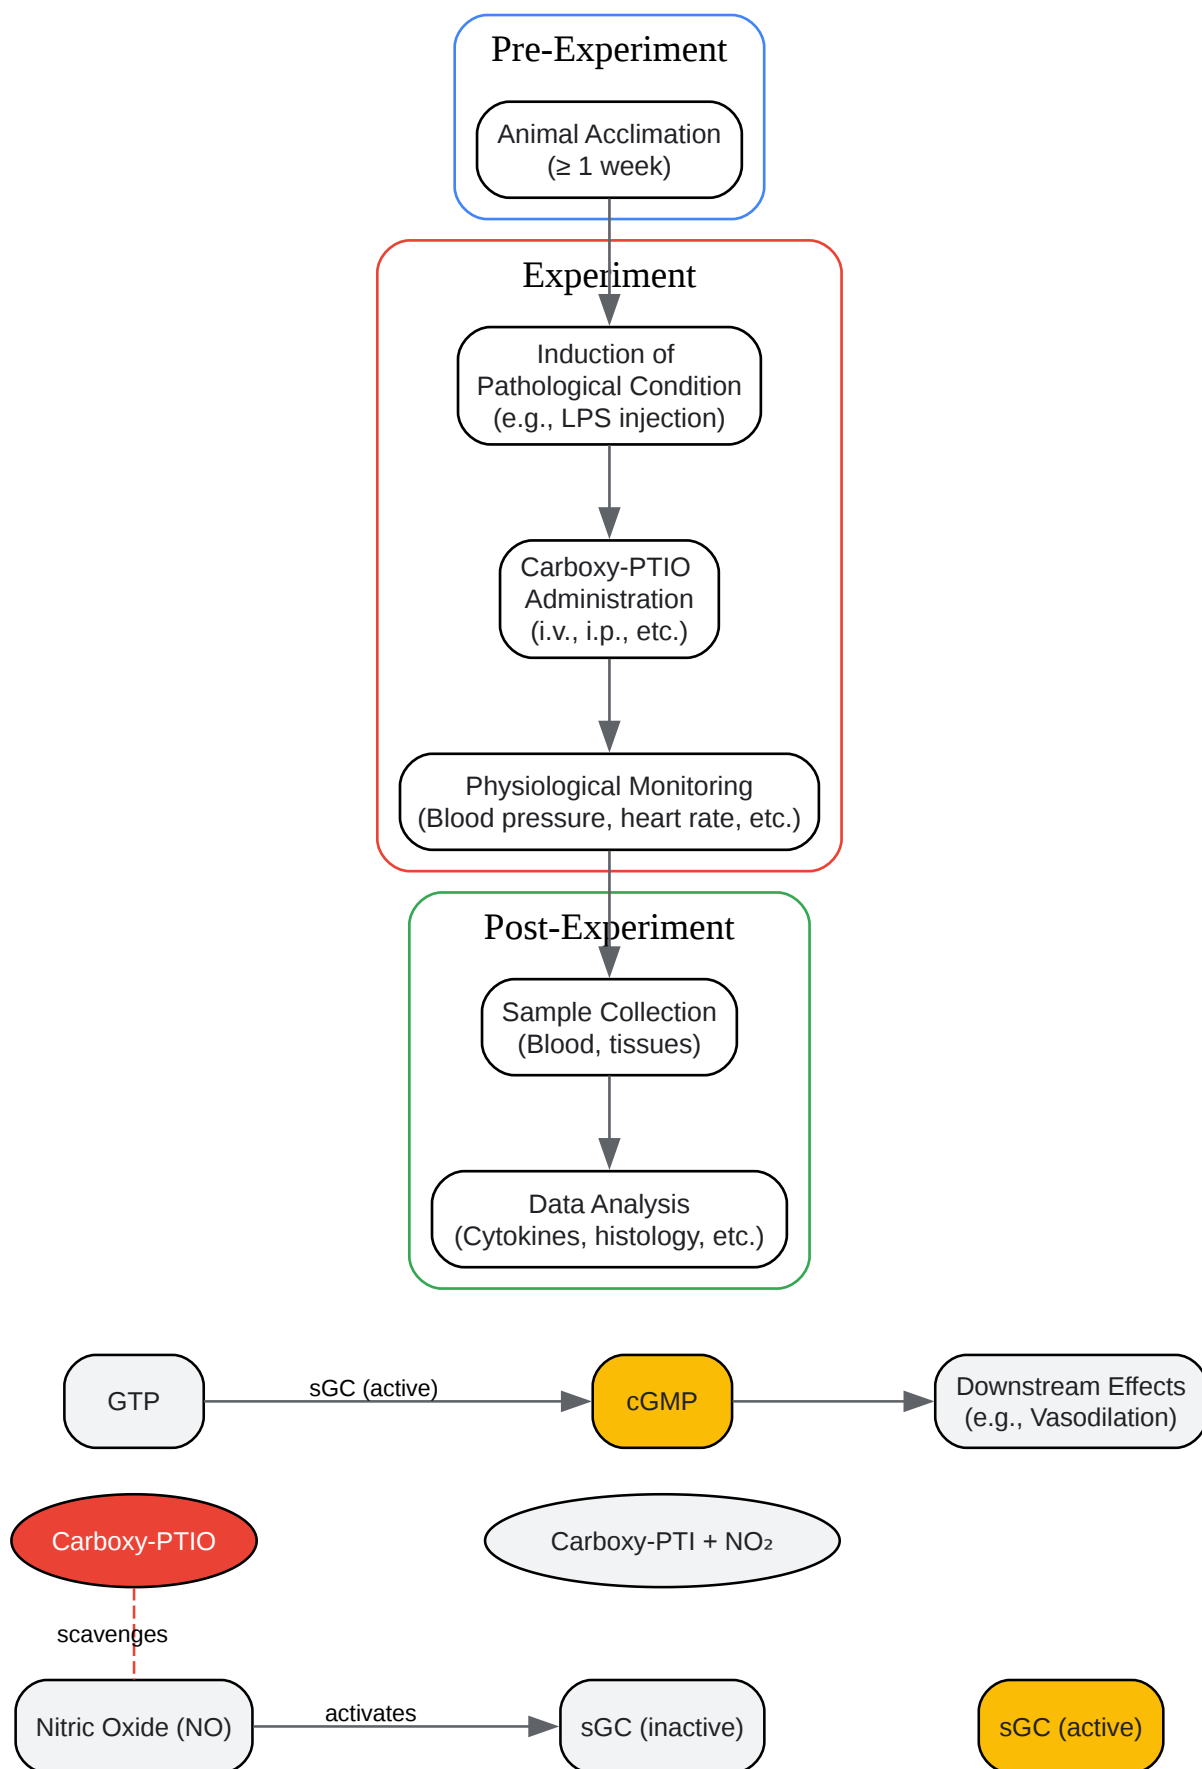 Pre-Experiment
Animal Acclimation
(≥ 1 week)
Experiment
Induction of
Pathological Condition
(e.g., LPS injection)
Carboxy-PTIO
Administration
(i.v., i.p., etc.)
Physiological Monitoring
(Blood pressure, heart rate, etc.)
Post-Experiment
Sample Collection
(Blood, tissues)
Data Analysis
(Cytokines, histology, etc.)
GTP
sGC (active)
cGMP
Downstream Effects
(e.g., Vasodilation)
Carboxy-PTIO
Carboxy-PTI + NO₂
scavenges
Nitric Oxide (NO)
activates
sGC (inactive)
sGC (active)